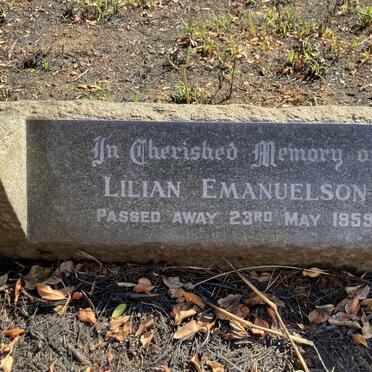 In Cherished Memory o
LILIAN EMANUELSON
PASSED AWAY 23RD MAY 1959